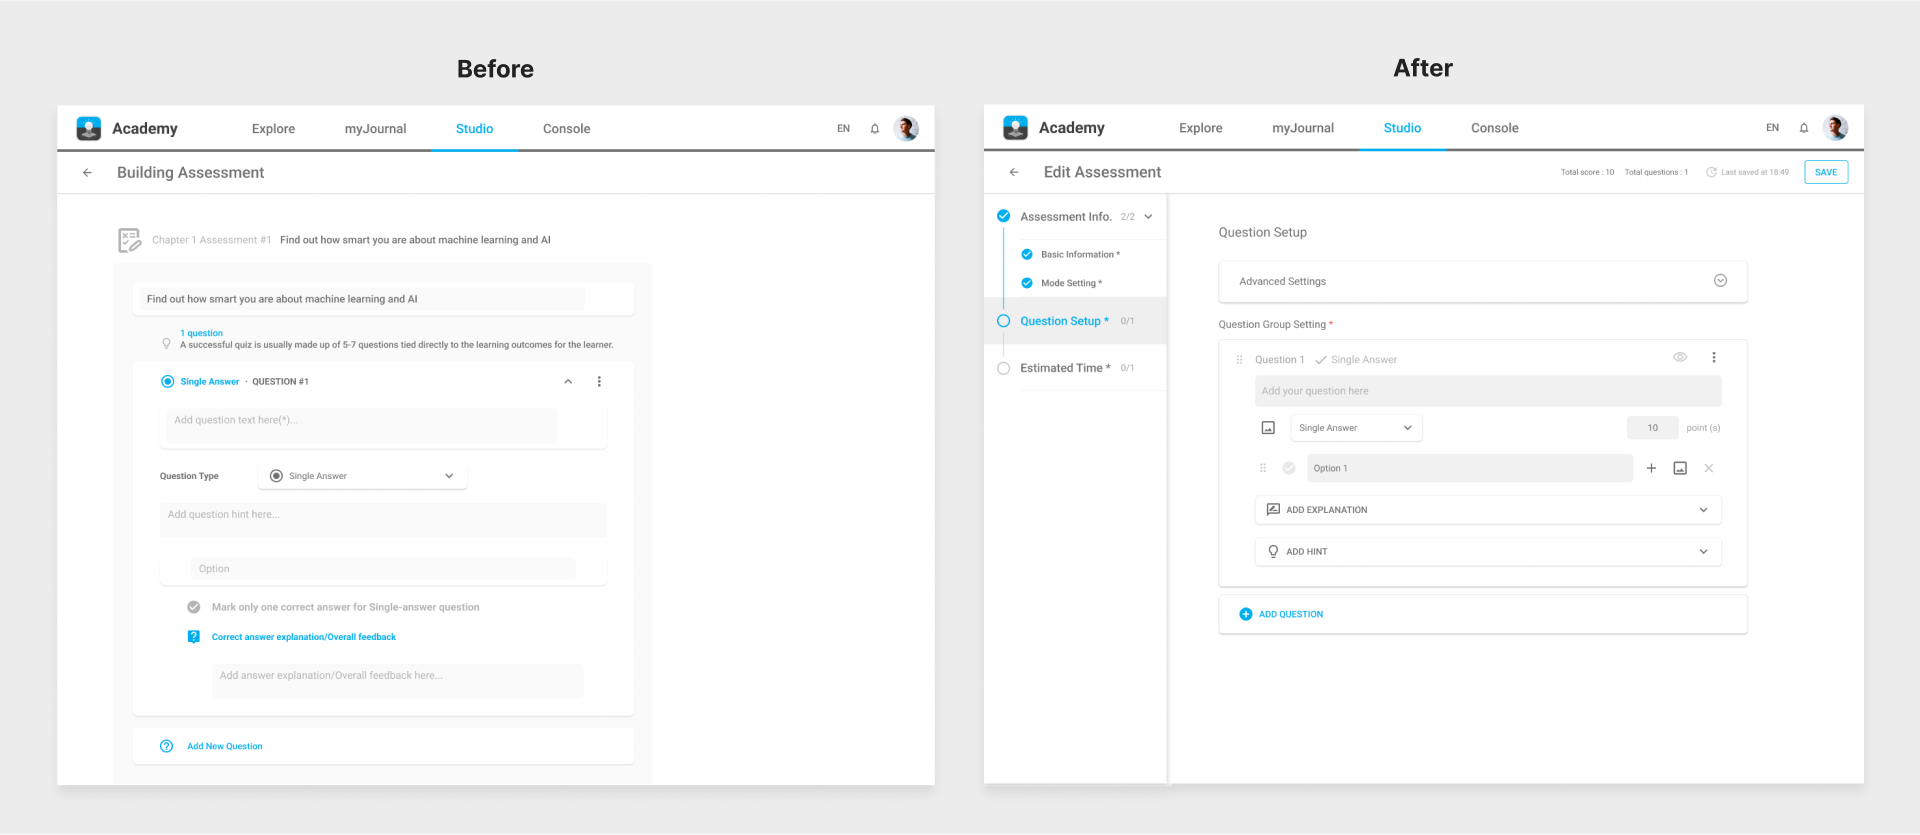 Before
Academy
Explore
myJournal
Studio
Console
EN
Building Assessment
Chapter 1 Assessment #1 Find out how smart you are about machine learning and AI
Find out how smart you are about machine learning and AI
1 question
A successful quiz is usually made up of 5-7 questions tied directly to the learning outcomes for the learner.
Single Answer · QUESTION #1
Add question text here(*)...
Question Type
Single Answer
Add question hint here...
Option
Mark only one correct answer for Single-answer question
Correct answer explanation/Overall feedback
Add answer explanation/Overall feedback here...
Add New Question
After
Academy
Explore
myJournal
Studio
Console
EN
Edit Assessment
Total score : 10
Total questions : 1
Last saved at 18:49
SAVE
Assessment Info. 2/2
Basic Information *
Mode Setting *
Question Setup * 0/1
Estimated Time * 0/1
Question Setup
Advanced Settings
Question Group Setting *
Question 1 Single Answer
Add your question here
Single Answer
10 point (s)
Option 1
ADD EXPLANATION
ADD HINT
ADD QUESTION